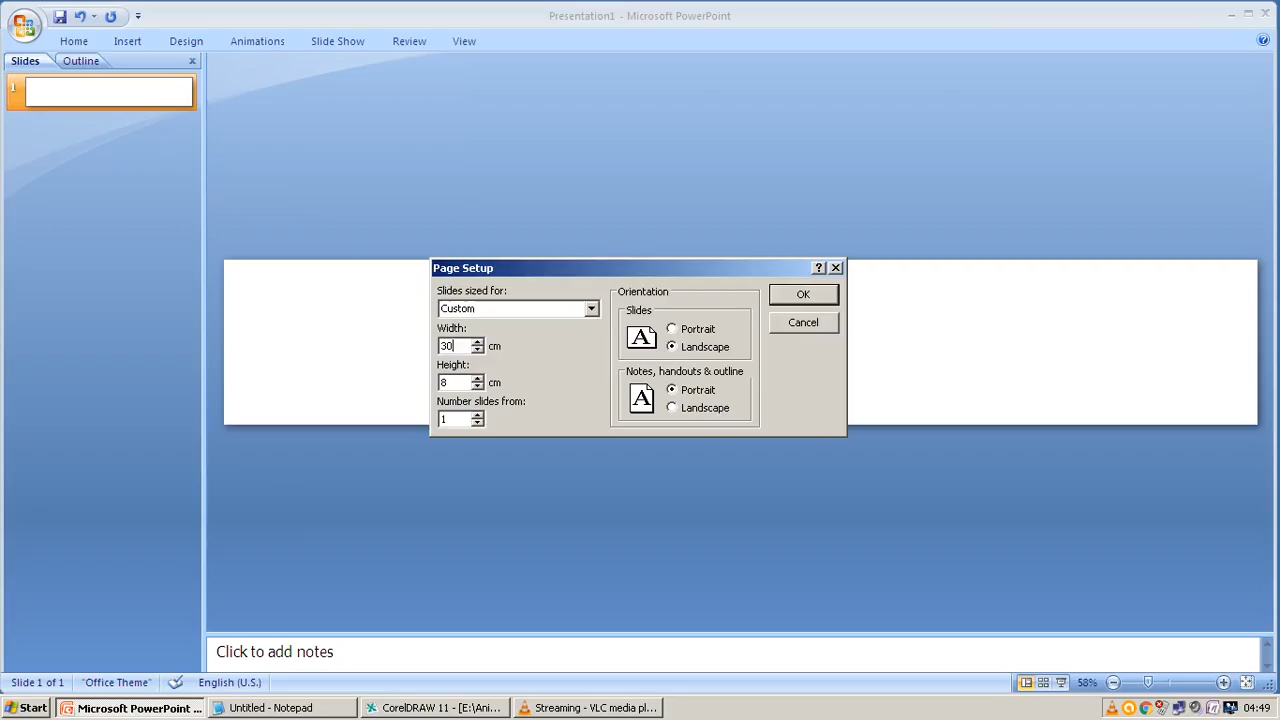 Presentation1 - Microsoft PowerPoint
Home Insert Design Animations Slide Show Review View
Slides Outline
1
Page Setup
Slides sized for:
Custom
Width:
30 cm
Height:
8 cm
Number slides from:
1
Orientation
Slides
A
Portrait
Landscape
Notes, handouts & outline
A
Portrait
Landscape
OK
Cancel
Click to add notes
Slide 1 of 1 "Office Theme" English (U.S.) 58%
Start Microsoft PowerPoint ... Untitled - Notepad CorelDRAW 11 - [E:\Ani... Streaming - VLC media pl... 04:49